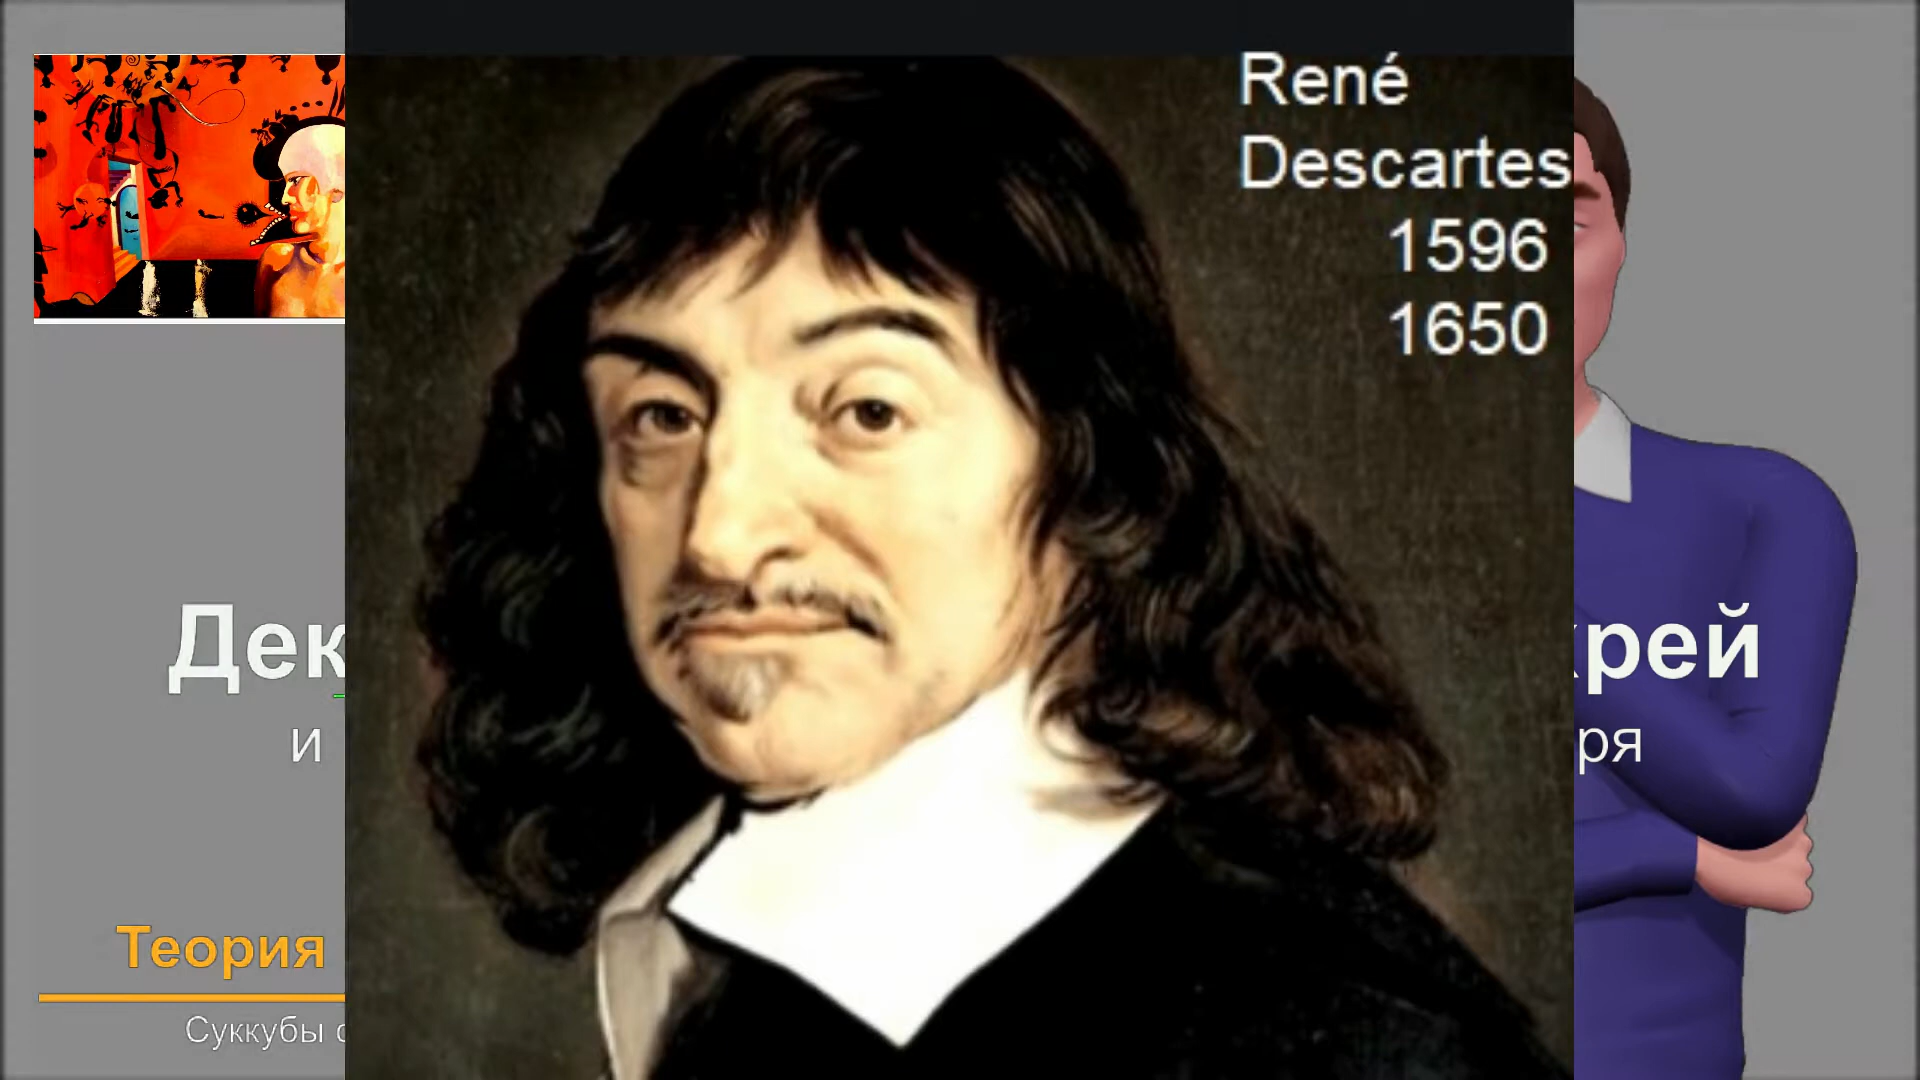 René
Descartes
1596
1650
Дек
рей
и
ря
Теория
Суккубы